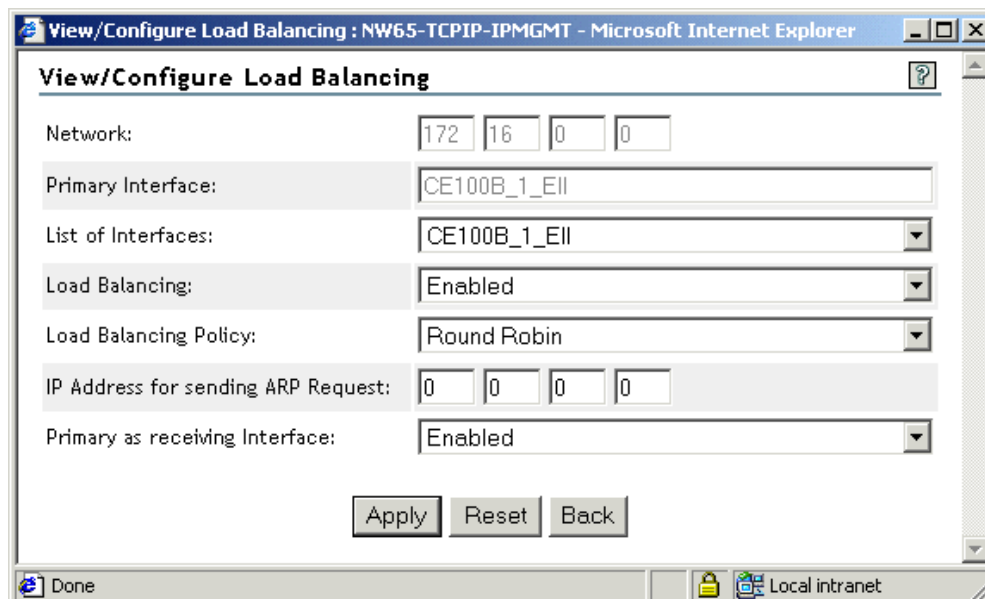 View/Configure Load Balancing : NW65-TCPIP-IPMGMT - Microsoft Internet Explorer
View/Configure Load Balancing ?
Network: 172 16 0 0
Primary Interface: CE100B_1_EII
List of Interfaces: CE100B_1_EII
Load Balancing: Enabled
Load Balancing Policy: Round Robin
IP Address for sending ARP Request: 0 0 0 0
Primary as receiving Interface: Enabled
Apply Reset Back
Done Local intranet